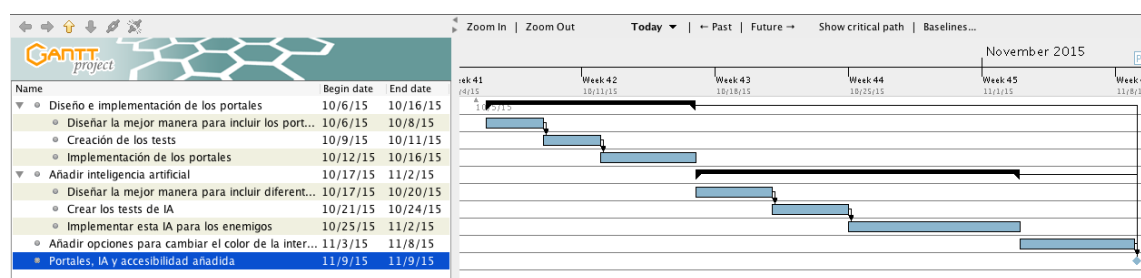 Zoom In | Zoom Out Today ▼ | ← Past | Future → Show critical path | Baselines...
GANTT project
November 2015
P
ek 41 Week 42 Week 43 Week 44 Week 45 Week
/4/15 10/11/15 10/18/15 10/25/15 11/1/15 11/8/1
Name Begin date End date
Diseño e implementación de los portales 10/6/15 10/16/15
Diseñar la mejor manera para incluir los port... 10/6/15 10/8/15
Creación de los tests 10/9/15 10/11/15
Implementación de los portales 10/12/15 10/16/15
Añadir inteligencia artificial 10/17/15 11/2/15
Diseñar la mejor manera para incluir diferent... 10/17/15 10/20/15
Crear los tests de IA 10/21/15 10/24/15
Implementar esta IA para los enemigos 10/25/15 11/2/15
Añadir opciones para cambiar el color de la inter... 11/3/15 11/8/15
Portales, IA y accesibilidad añadida 11/9/15 11/9/15